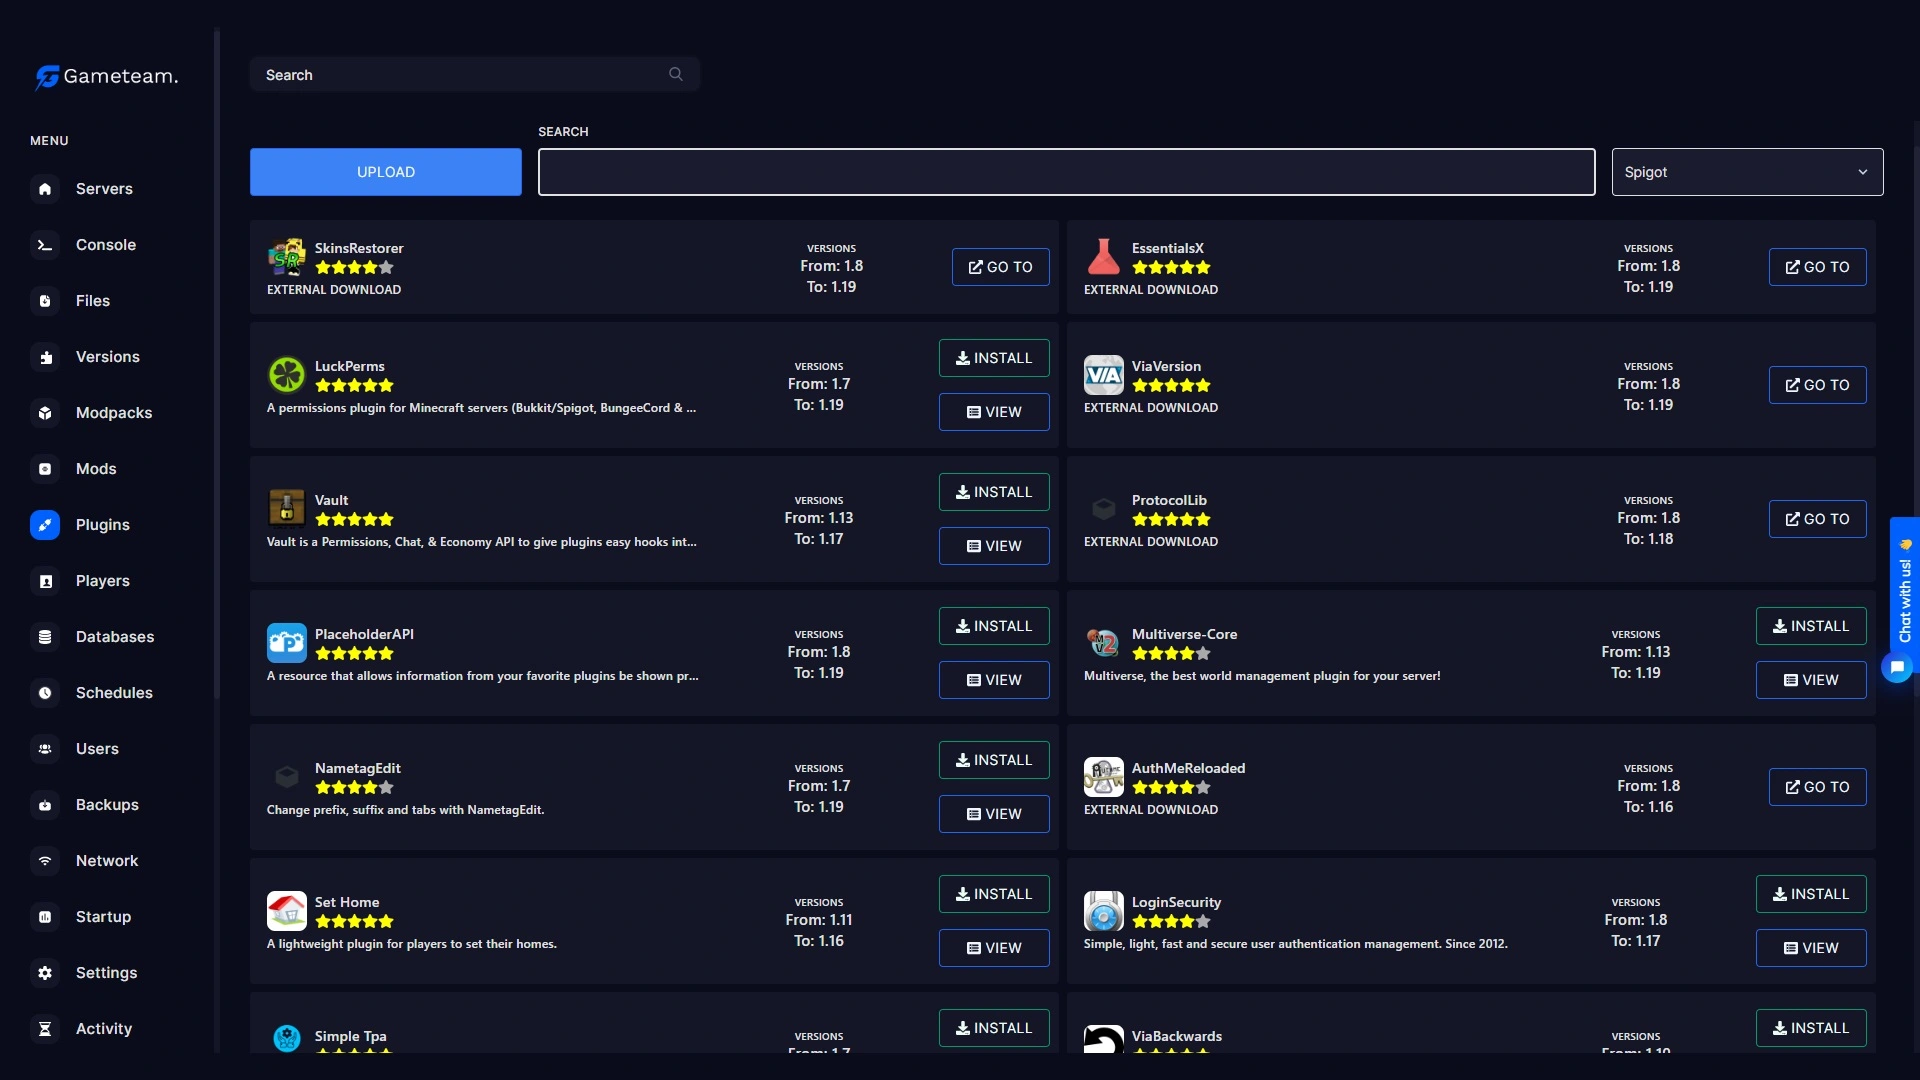 Gameteam.
MENU
Servers
Console
Files
Versions
Modpacks
Mods
Plugins
Players
Databases
Schedules
Users
Backups
Network
Startup
Settings
Activity
Search
SEARCH
UPLOAD
Spigot
SkinsRestorer
EXTERNAL DOWNLOAD
VERSIONS
From: 1.8
To: 1.19
GO TO
EssentialsX
EXTERNAL DOWNLOAD
VERSIONS
From: 1.8
To: 1.19
GO TO
LuckPerms
A permissions plugin for Minecraft servers (Bukkit/Spigot, BungeeCord & ...
VERSIONS
From: 1.7
To: 1.19
INSTALL
VIEW
VIA
ViaVersion
EXTERNAL DOWNLOAD
VERSIONS
From: 1.8
To: 1.19
GO TO
Vault
Vault is a Permissions, Chat, & Economy API to give plugins easy hooks int...
VERSIONS
From: 1.13
To: 1.17
INSTALL
VIEW
ProtocolLib
EXTERNAL DOWNLOAD
VERSIONS
From: 1.8
To: 1.18
GO TO
PlaceholderAPI
A resource that allows information from your favorite plugins be shown pr...
VERSIONS
From: 1.8
To: 1.19
INSTALL
VIEW
Multiverse-Core
Multiverse, the best world management plugin for your server!
VERSIONS
From: 1.13
To: 1.19
INSTALL
VIEW
NametagEdit
Change prefix, suffix and tabs with NametagEdit.
VERSIONS
From: 1.7
To: 1.19
INSTALL
VIEW
AuthMeReloaded
EXTERNAL DOWNLOAD
VERSIONS
From: 1.8
To: 1.16
GO TO
Set Home
A lightweight plugin for players to set their homes.
VERSIONS
From: 1.11
To: 1.16
INSTALL
VIEW
LoginSecurity
Simple, light, fast and secure user authentication management. Since 2012.
VERSIONS
From: 1.8
To: 1.17
INSTALL
VIEW
Simple Tpa
VERSIONS
From: 1.7
INSTALL
ViaBackwards
VERSIONS
From: 1.10
INSTALL
Chat with us!